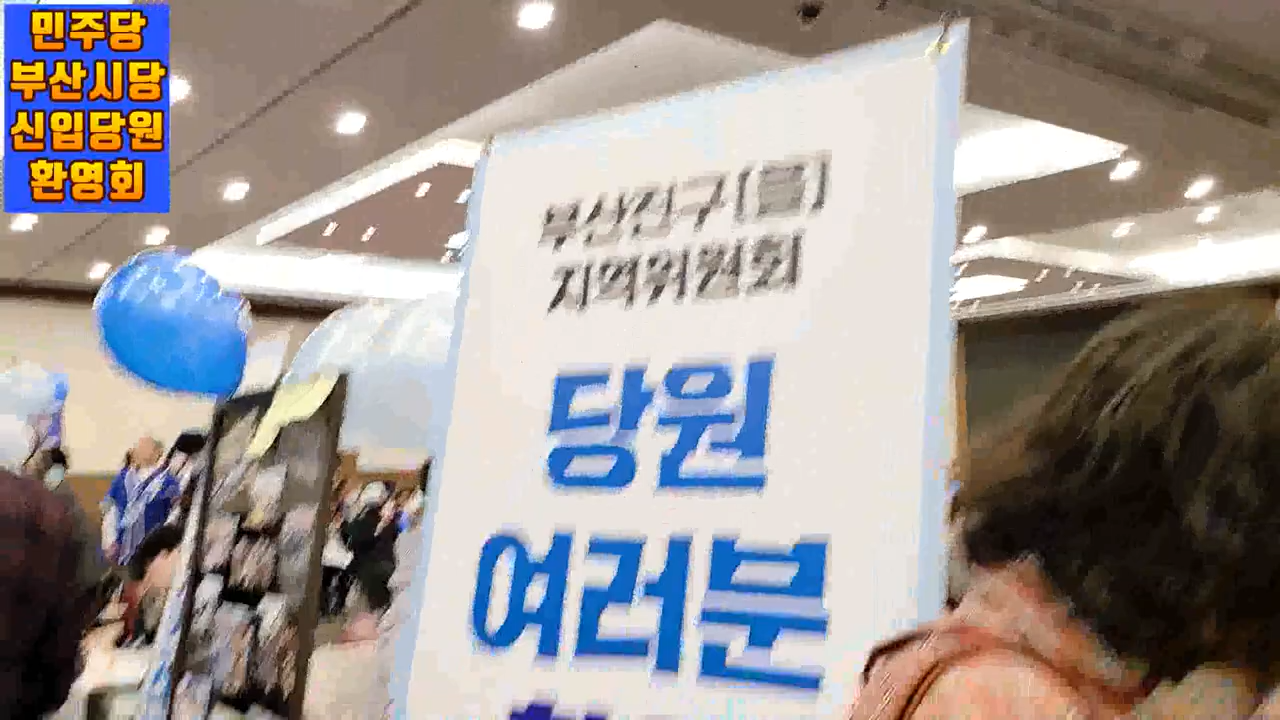 민주당
부산시당
신입당원
환영회
부산진구(을)
지역위원회
당원
여러분